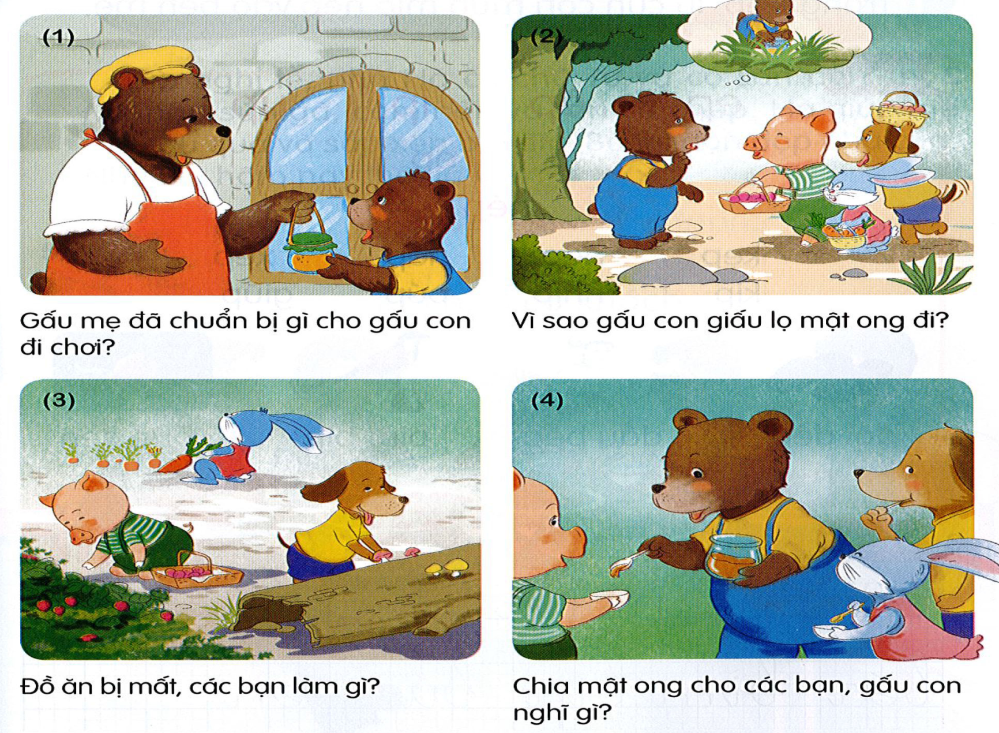 (1)
(2)
Gấu mẹ đã chuẩn bị gì cho gấu con
đi chơi?
Vì sao gấu con giấu lọ mật ong đi?
(3)
(4)
Đồ ăn bị mất, các bạn làm gì?
Chia mật ong cho các bạn, gấu con
nghĩ gì?